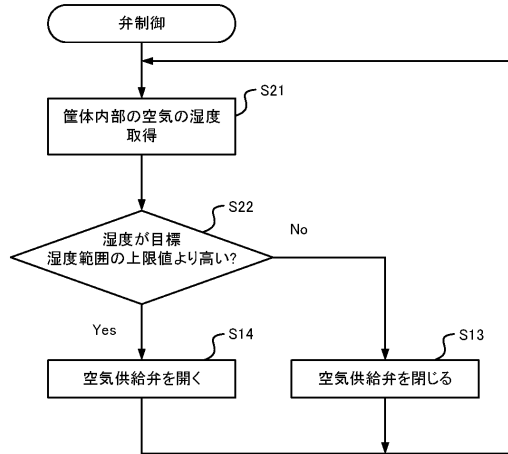 弁制御
S21
筐体内部の空気の湿度
取得
S22
湿度が目標
湿度範囲の上限値より高い?
No
Yes
S14
空気供給弁を開く
S13
空気供給弁を閉じる